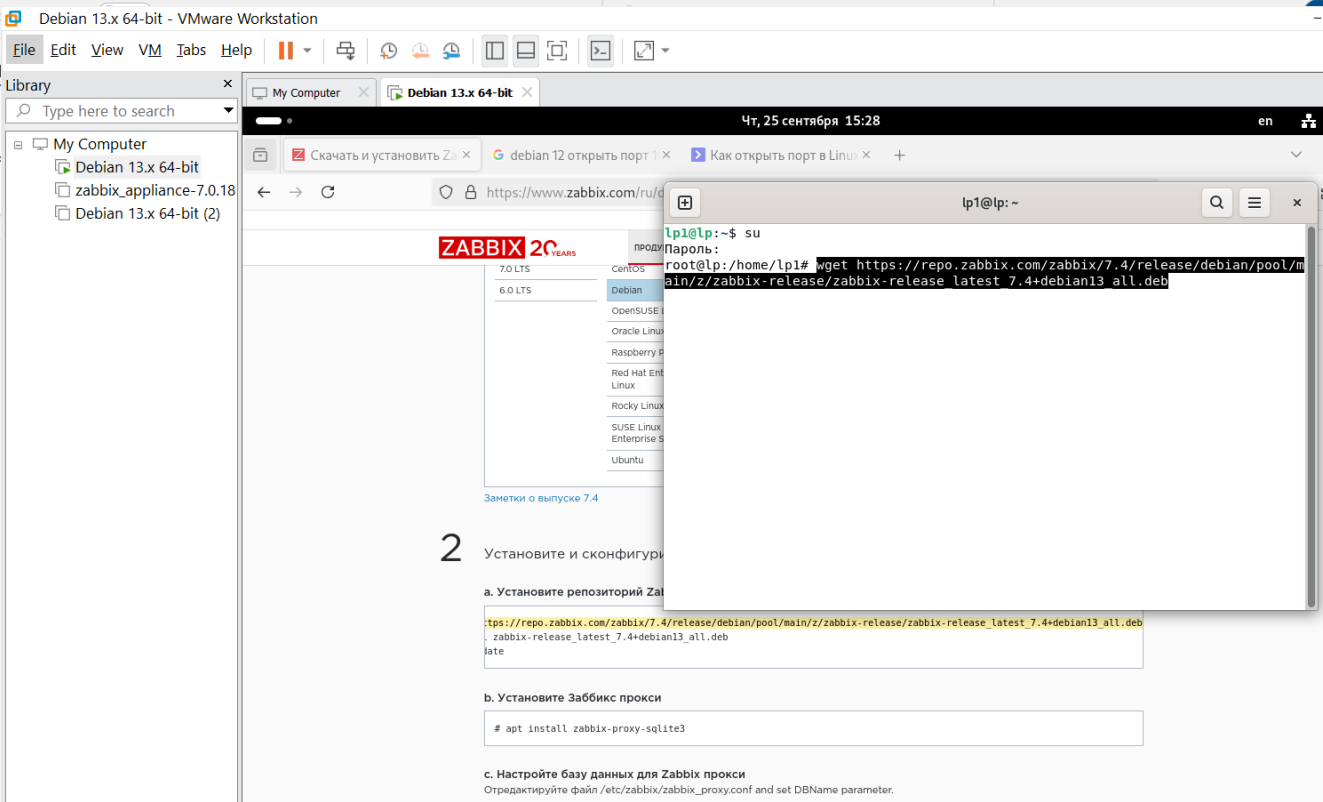 Debian 13.x 64-bit - VMware Workstation
File Edit View VM Tabs Help
Library
Type here to search
My Computer
Debian 13.x 64-bit
zabbix_appliance-7.0.18
Debian 13.x 64-bit (2)
My Computer
Debian 13.x 64-bit
Чт, 25 сентября 15:28
en
Скачать и установить Za
debian 12 открыть порт 1
Как открыть порт в Linux
https://www.zabbix.com/ru/d
ZABBIX 20 YEARS
ПРОДУ
7.0 LTS
CentOS
6.0 LTS
Debian
OpenSUSE L
Oracle Linux
Raspberry P
Red Hat Ent
Linux
Rocky Linux
SUSE Linux
Enterprise S
Ubuntu
Заметки о выпуске 7.4
2
Установите и сконфигури
a. Установите репозиторий Zab
ttps://repo.zabbix.com/zabbix/7.4/release/debian/pool/main/z/zabbix-release/zabbix-release_latest_7.4+debian13_all.deb
zabbix-release_latest_7.4+debian13_all.deb
date
b. Установите Заббикс прокси
# apt install zabbix-proxy-sqlite3
c. Настройте базу данных для Zabbix прокси
Отредактируйте файл /etc/zabbix/zabbix_proxy.conf and set DBName parameter.
lp1@lp: ~
lp1@lp:~$ su
Пароль:
root@lp:/home/lp1# wget https://repo.zabbix.com/zabbix/7.4/release/debian/pool/m
ain/z/zabbix-release/zabbix-release_latest_7.4+debian13_all.deb